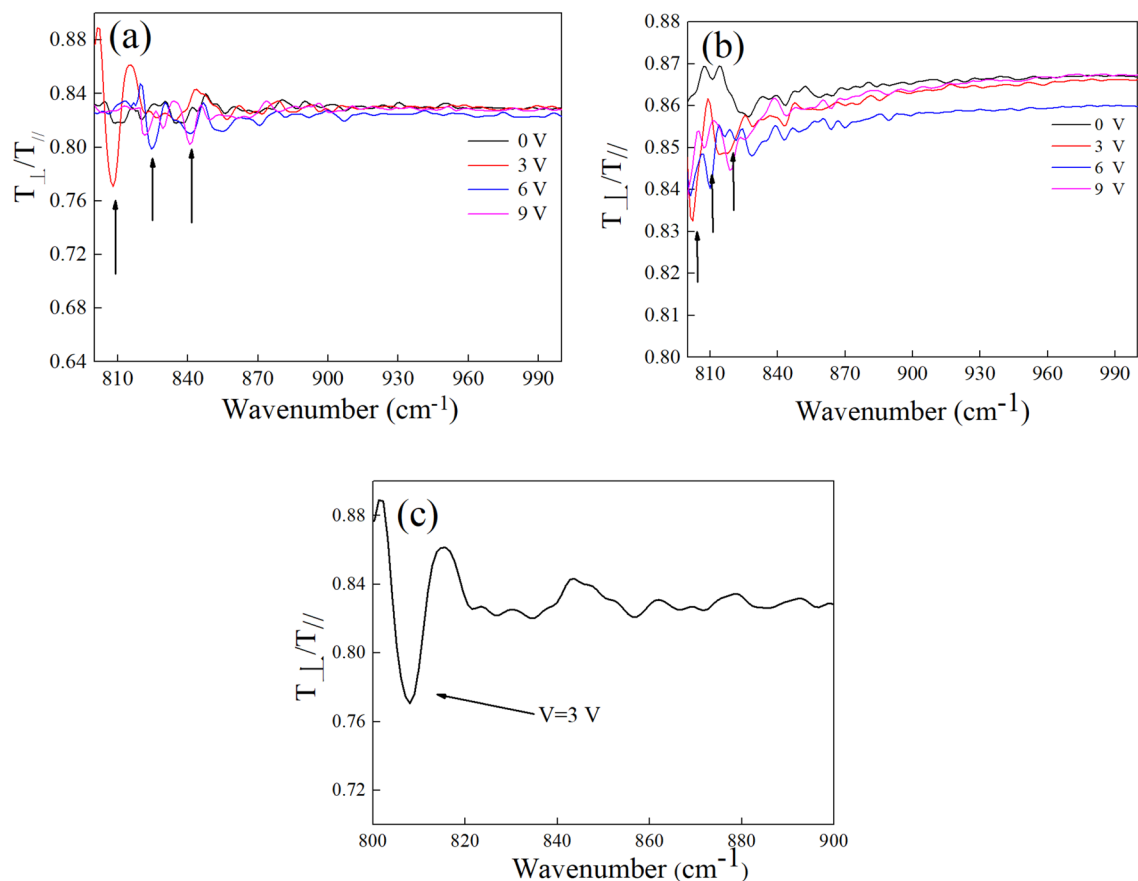 (a)
0.88
0.84
0.80
0.76
0.72
0.68
0.64
T⊥/T//
0 V
3 V
6 V
9 V
810 840 870 900 930 960 990
Wavenumber (cm-1)
(b)
0.87
0.86
0.85
0.84
0.83
0.82
0.81
0.80
T⊥/T//
0 V
3 V
6 V
9 V
810 840 870 900 930 960 990
Wavenumber (cm-1)
(c)
0.88
0.84
0.80
0.76
0.72
T⊥/T//
V=3 V
800 820 840 860 880 900
Wavenumber (cm-1)